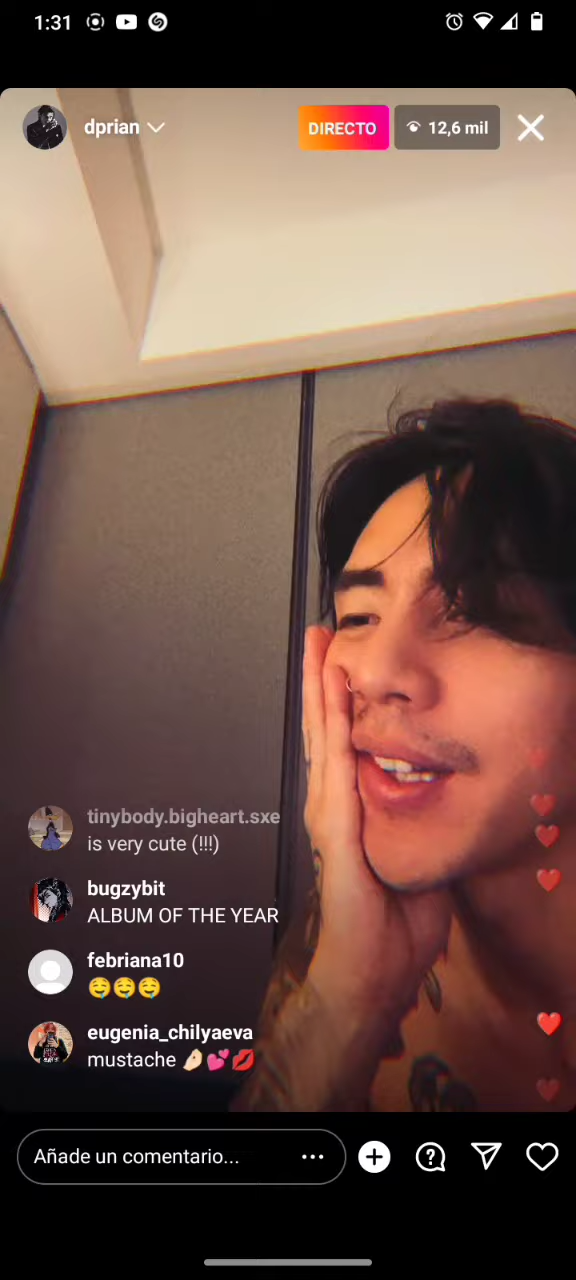 1:31
dprian
DIRECTO
12,6 mil
tinybody.bigheart.sxe
is very cute (!!!)
bugzybit
ALBUM OF THE YEAR
febriana10
🤤🤤🤤
eugenia_chilyaeva
mustache 🤌🏻💕💋
Añade un comentario...